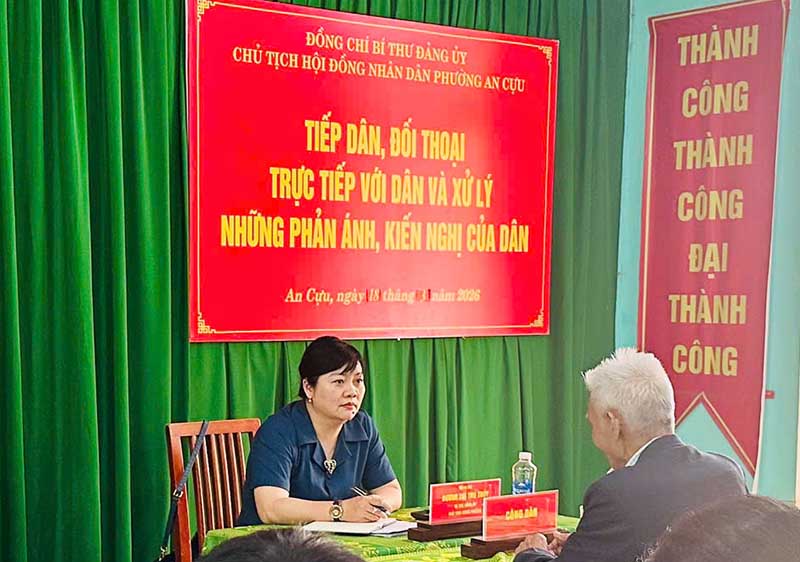 ĐỒNG CHÍ BÍ THƯ ĐẢNG ỦY
CHỦ TỊCH HỘI ĐỒNG NHÂN DÂN PHƯỜNG AN CỰU
TIẾP DÂN, ĐỐI THOẠI
TRỰC TIẾP VỚI DÂN VÀ XỬ LÝ
NHỮNG PHẢN ÁNH, KIẾN NGHỊ CỦA DÂN
An Cựu, ngày 18 tháng 3 năm 2026
THÀNH
CÔNG
THÀNH
CÔNG
ĐẠI
THÀNH
CÔNG
CÔNG DÂN